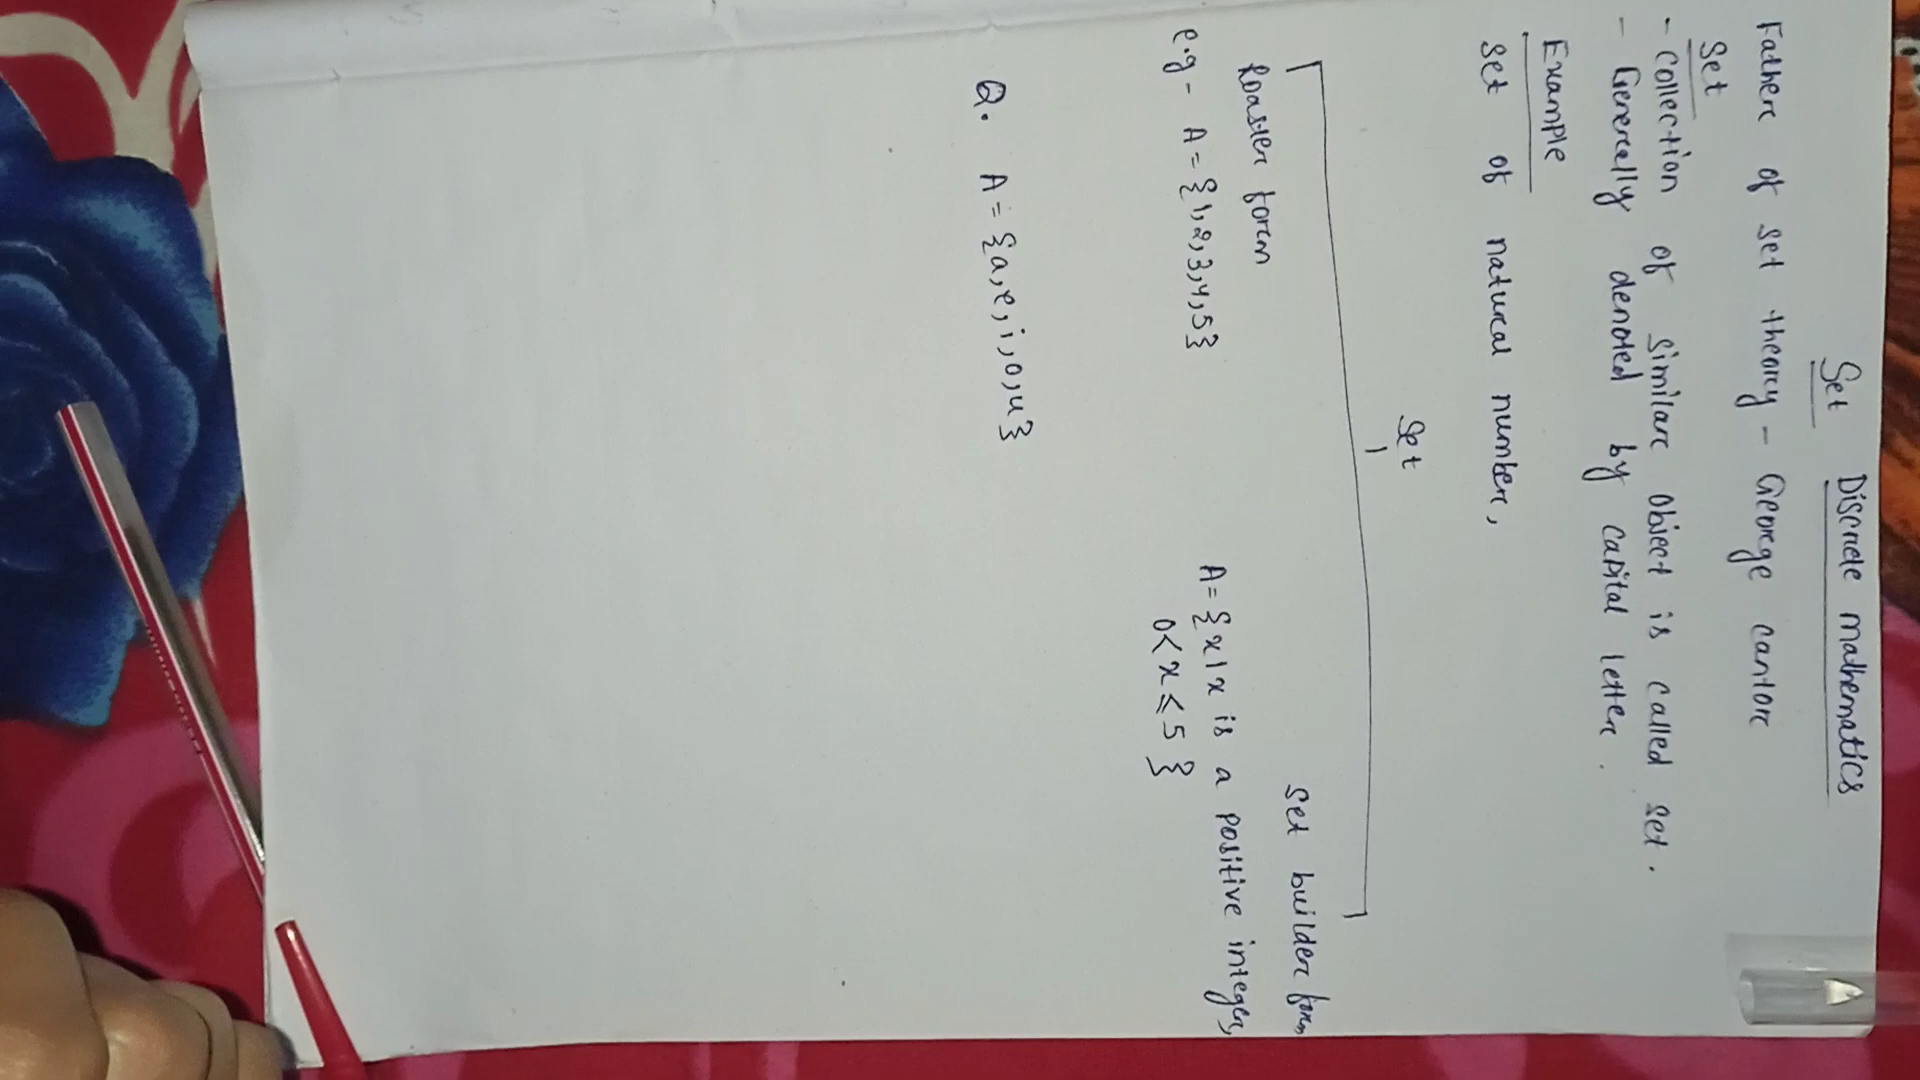 Set Discrete mathematics
Father of set theory - George cantor
Set
- Collection of similar object is called set.
- Generally denoted by capital letter.
Example
set of natural number,
Set
Roaster form set builder form
e.g - A = {1,2,3,4,5} A = {x|x is a positive integer,
0 < x ≤ 5 }
Q. A = {a, e, i, o, u}